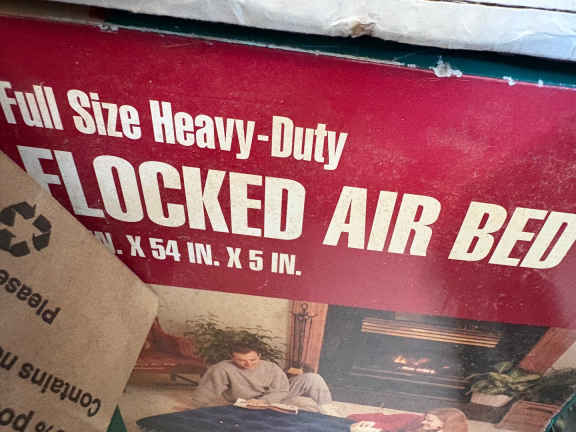 Full Size Heavy-Duty
FLOCKED AIR BED
IN. X 54 IN. X 5 IN.
Please
Contains